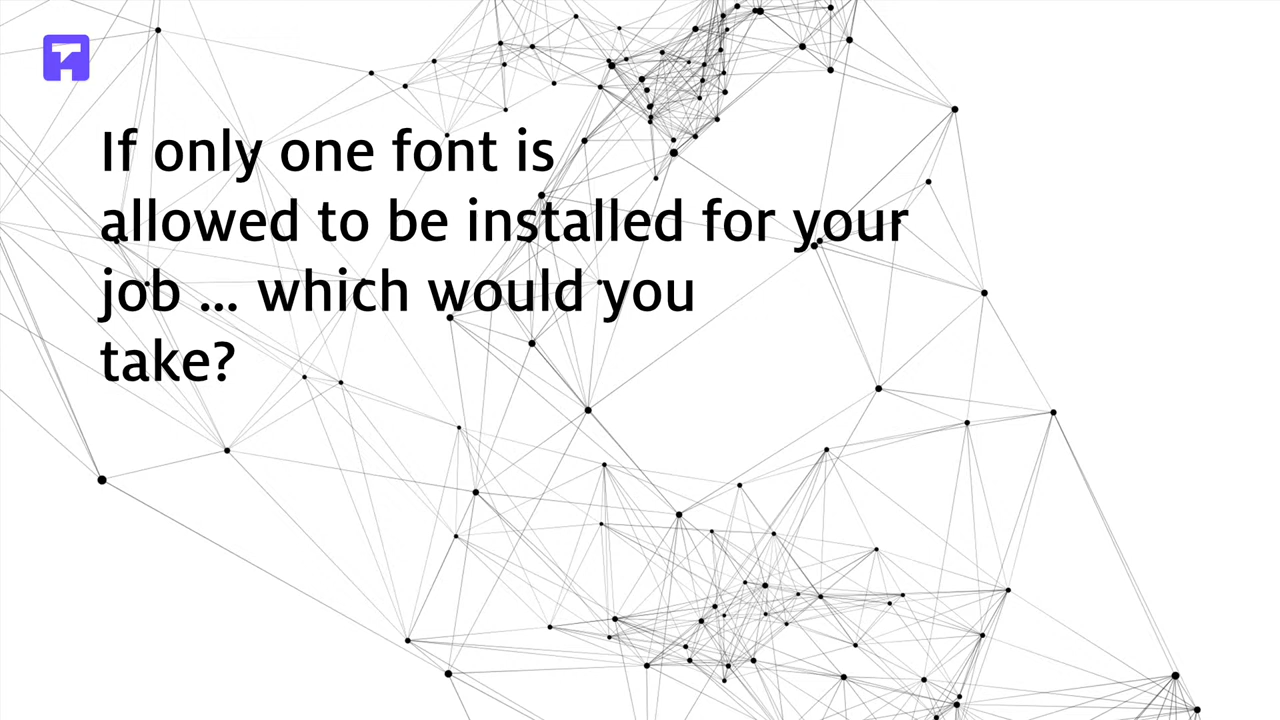 If only one font is
allowed to be installed for your
job ... which would you
take?